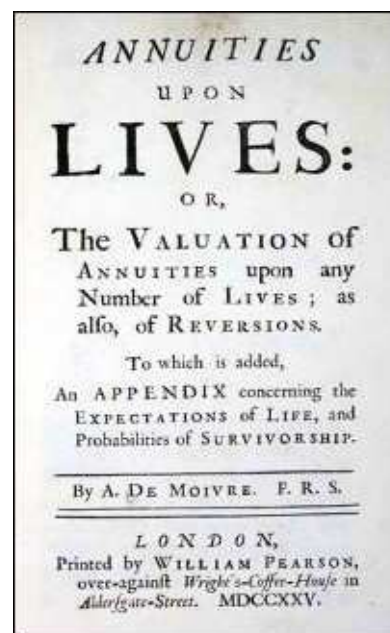 ANNUITIES
UPON
LIVES:
OR,
The VALUATION of
ANNUITIES upon any
Number of LIVES; as
alſo, of REVERSIONS.
To which is added,
An APPENDIX concerning the
EXPECTATIONS of LIFE, and
Probabilities of SURVIVORSHIP.
By A. DE MOIVRE. F. R. S.
LONDON,
Printed by WILLIAM PEARSON,
over-againſt Wright's-Coffee-Houſe in
Alderſgate-Street. MDCCXXV.